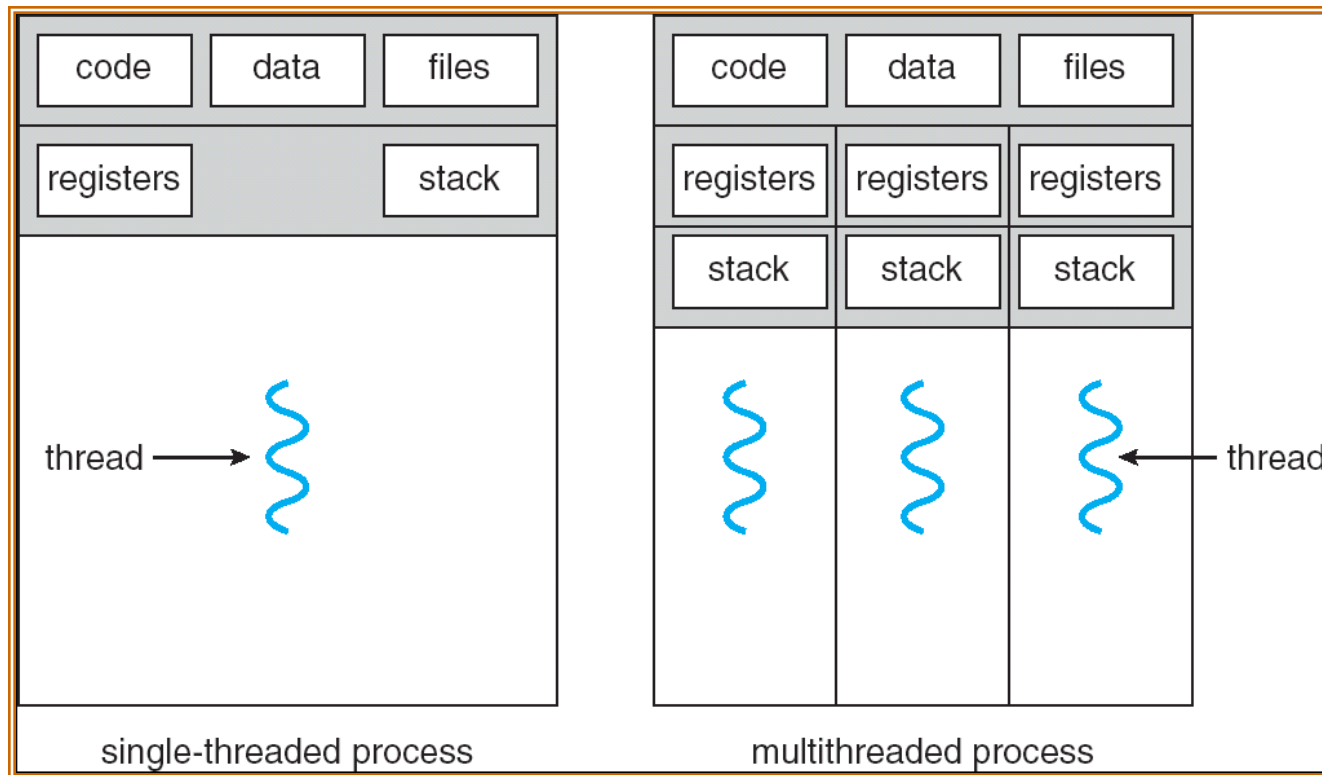 code data files
registers stack
thread
single-threaded process
code data files
registers registers registers
stack stack stack
thread
multithreaded process